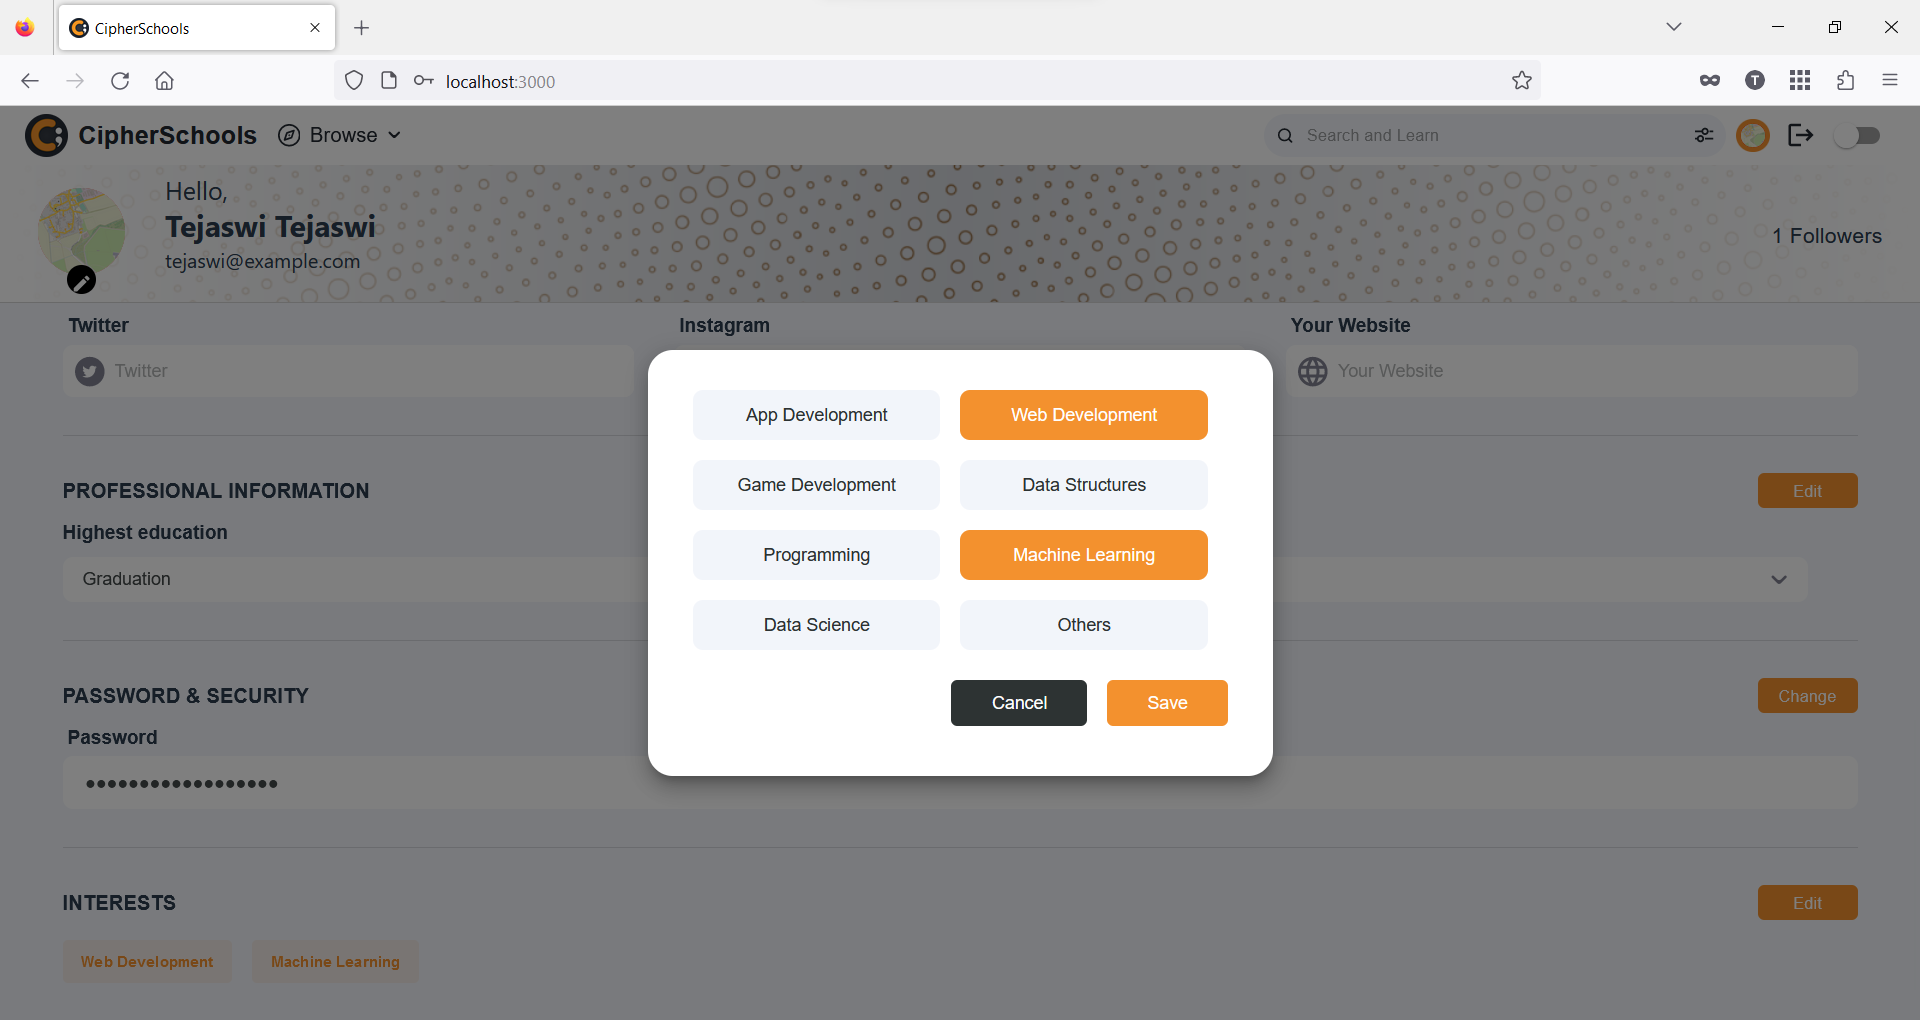 CipherSchools
localhost:3000
T
CipherSchools
Browse
Search and Learn
Hello,
Tejaswi Tejaswi
tejaswi@example.com
1 Followers
Twitter
Instagram
Your Website
Twitter
Your Website
App Development
Web Development
Game Development
Data Structures
Programming
Machine Learning
Data Science
Others
Cancel
Save
PROFESSIONAL INFORMATION
Edit
Highest education
Graduation
PASSWORD & SECURITY
Change
Password
••••••••••••••••••
INTERESTS
Edit
Web Development
Machine Learning